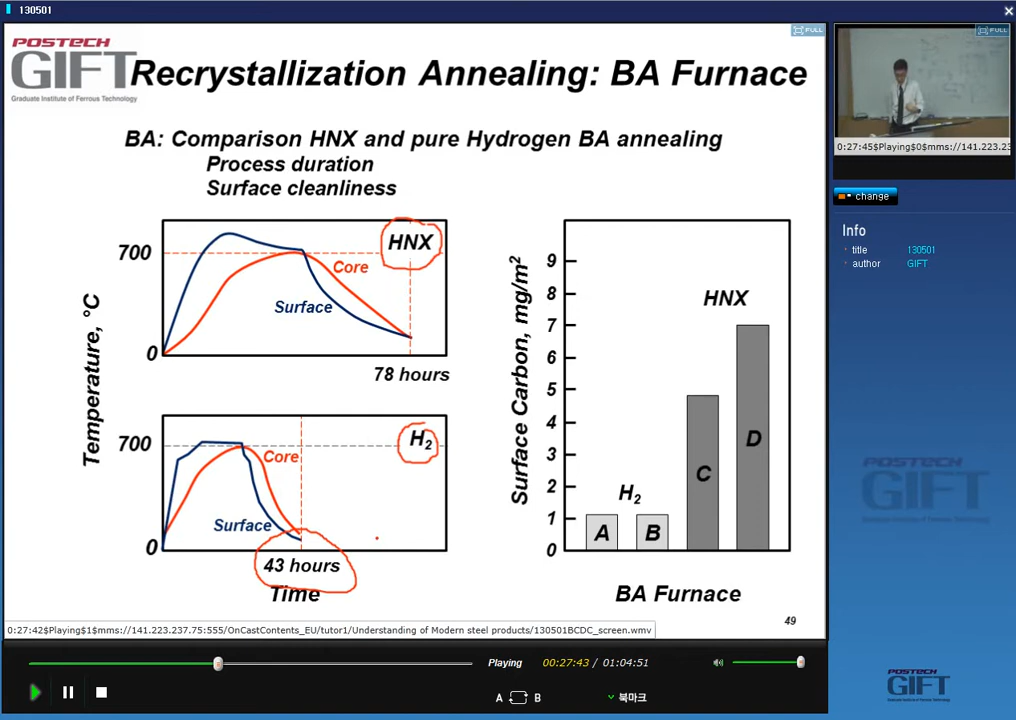 130501
POSTECH
GIFT
Graduate Institute of Ferrous Technology
Recrystallization Annealing: BA Furnace
BA: Comparison HNX and pure Hydrogen BA annealing
Process duration
Surface cleanliness
Temperature, °C
700
0
HNX
Core
Surface
78 hours
700
0
H2
Core
Surface
43 hours
Time
Surface Carbon, mg/m²
9
8
7
6
5
4
3
2
1
0
HNX
H2
A
B
C
D
BA Furnace
49
0:27:42$Playing$1$mms://141.223.237.75:555/OnCastContents_EU/tutor1/Understanding of Modern steel products/130501BCDC_screen.wmv
Playing
00:27:43 / 01:04:51
A
B
북마크
FULL
FULL
0:27:45$Playing$0$mms://141.223.23
change
Info
title 130501
author GIFT
POSTECH
GIFT
POSTECH
GIFT